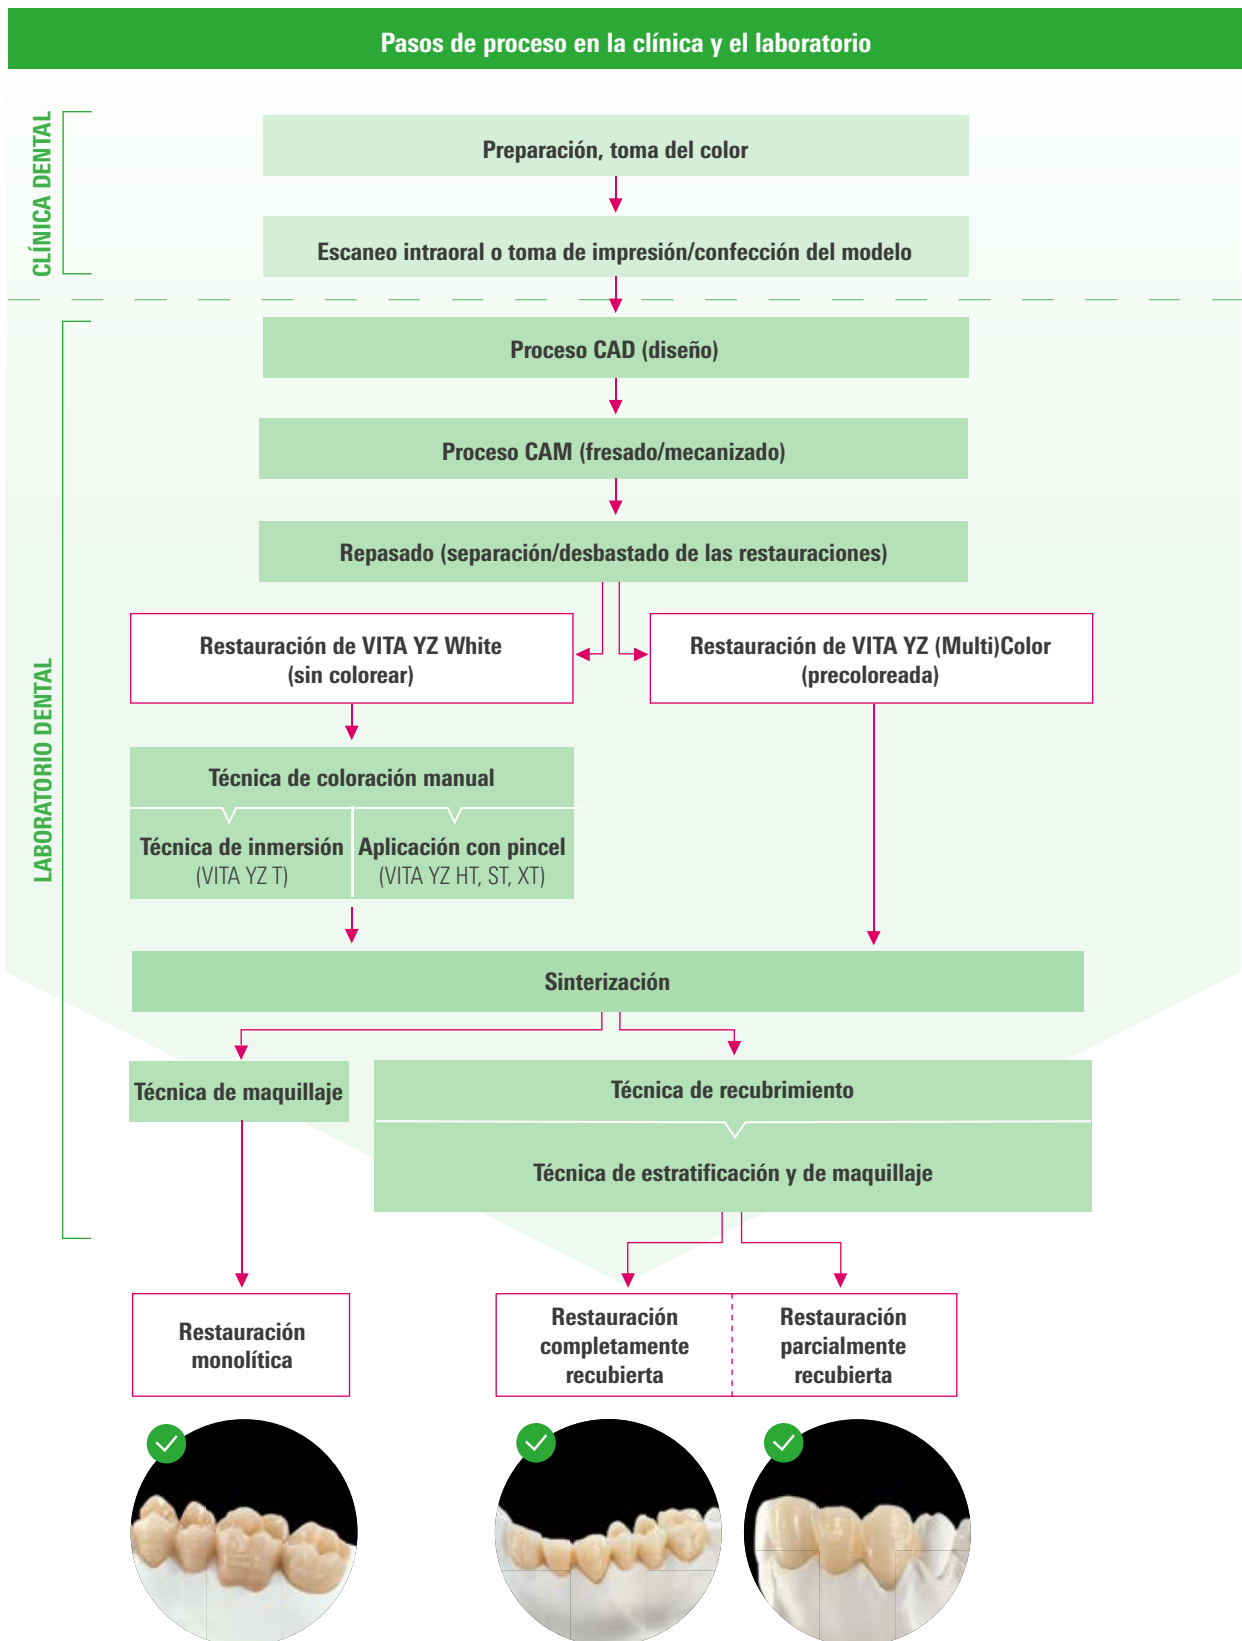 Pasos de proceso en la clínica y el laboratorio
CLÍNICA DENTAL
Preparación, toma del color
Escaneo intraoral o toma de impresión/confección del modelo
LABORATORIO DENTAL
Proceso CAD (diseño)
Proceso CAM (fresado/mecanizado)
Repasado (separación/desbastado de las restauraciones)
Restauración de VITA YZ White
(sin colorear)
Restauración de VITA YZ (Multi)Color
(precoloreada)
Técnica de coloración manual
Técnica de inmersión
(VITA YZ T)
Aplicación con pincel
(VITA YZ HT, ST, XT)
Sinterización
Técnica de maquillaje
Técnica de recubrimiento
Técnica de estratificación y de maquillaje
Restauración
monolítica
Restauración
completamente
recubierta
Restauración
parcialmente
recubierta